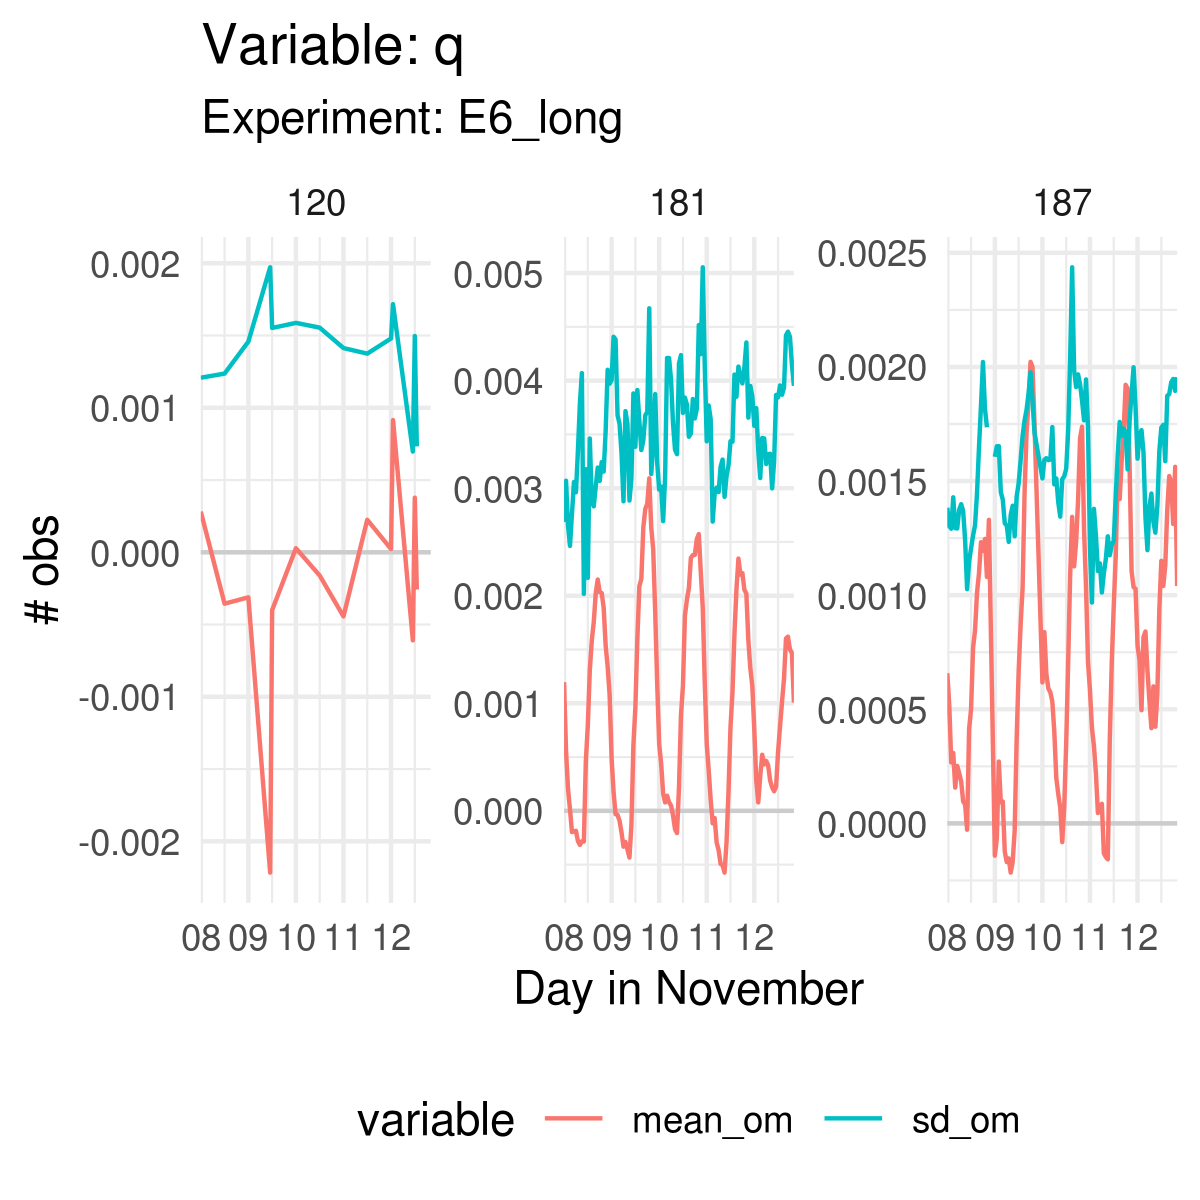 Variable: q
Experiment: E6_long
120
181
187
# obs
0.002
0.001
0.000
-0.001
-0.002
0.005
0.004
0.003
0.002
0.001
0.000
0.0025
0.0020
0.0015
0.0010
0.0005
0.0000
08 09 10 11 12
08 09 10 11 12
08 09 10 11 12
Day in November
variable mean_om sd_om